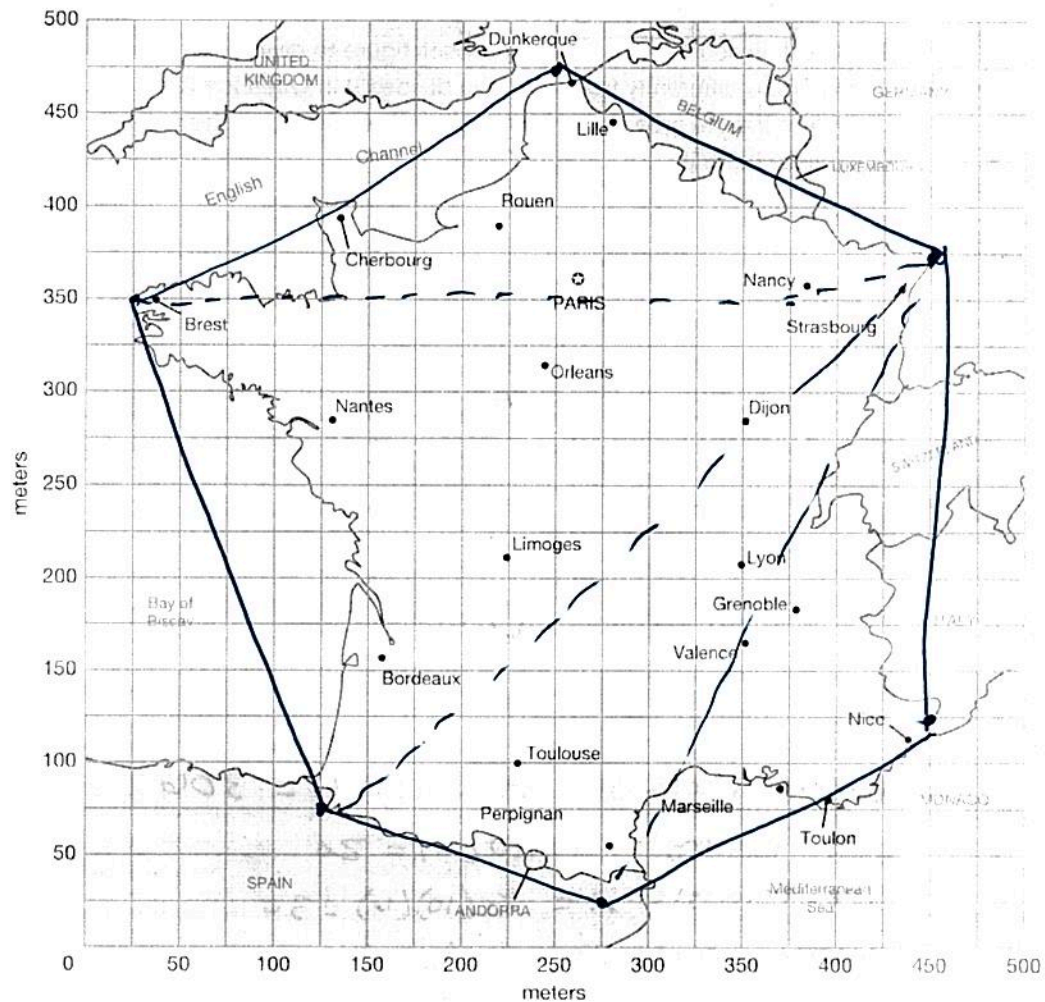 500
Dunkerque
UNITED
KINGDOM
450
BELGIUM
GERMANY
Lille
English Channel
LUXEMBOURG
400
Rouen
Cherbourg
350
Brest
PARIS
Nancy
Strasbourg
300
Orleans
Nantes
Dijon
250
meters
SWITZERLAND
200
Limoges
Lyon
Grenoble
Bay of
Biscay
ITALY
150
Bordeaux
Valence
Nice
100
Toulouse
Perpignan
Marseille
MONACO
Toulon
50
SPAIN
ANDORRA
Mediterranean
Sea
0 50 100 150 200 250 300 350 400 450 500
meters